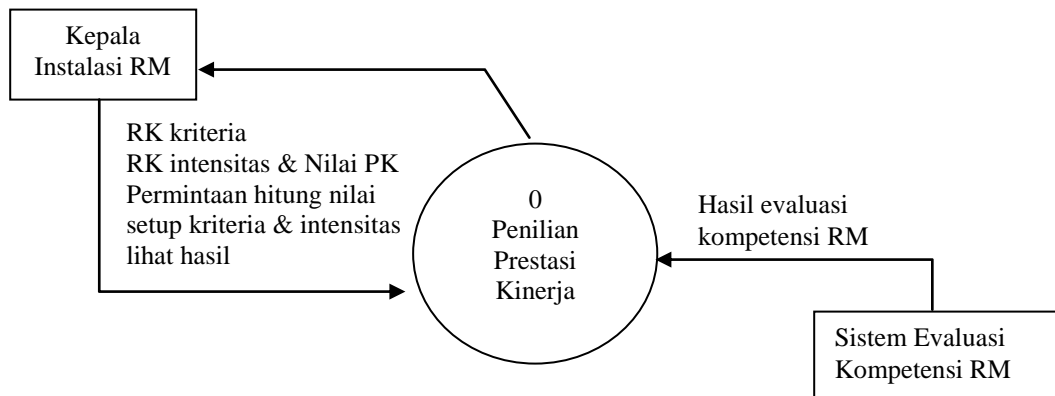 Kepala
Instalasi RM
RK kriteria
RK intensitas & Nilai PK
Permintaan hitung nilai
setup kriteria & intensitas
lihat hasil
0
Penilian
Prestasi
Kinerja
Hasil evaluasi
kompetensi RM
Sistem Evaluasi
Kompetensi RM